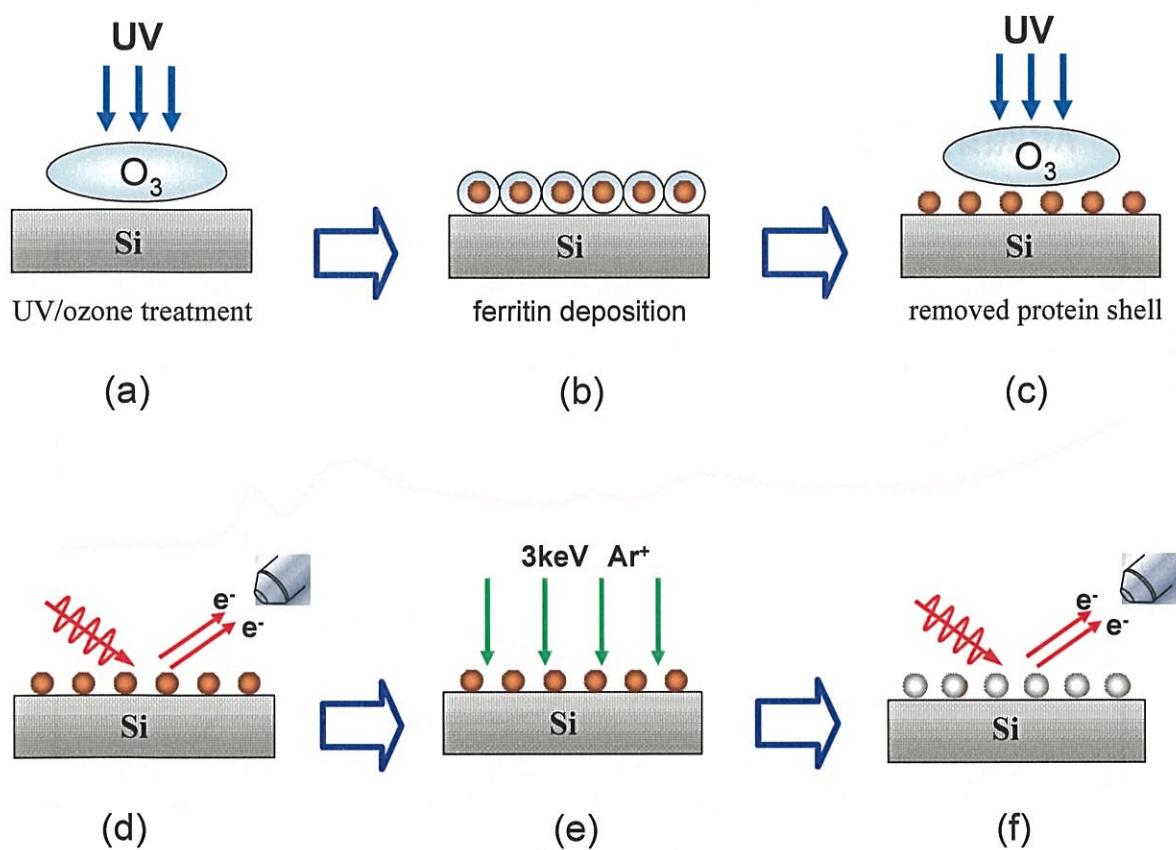 UV
O₃
Si
UV/ozone treatment
(a)
Si
ferritin deposition
(b)
UV
O₃
Si
removed protein shell
(c)
e⁻
e⁻
Si
(d)
3keV Ar⁺
Si
(e)
e⁻
e⁻
Si
(f)